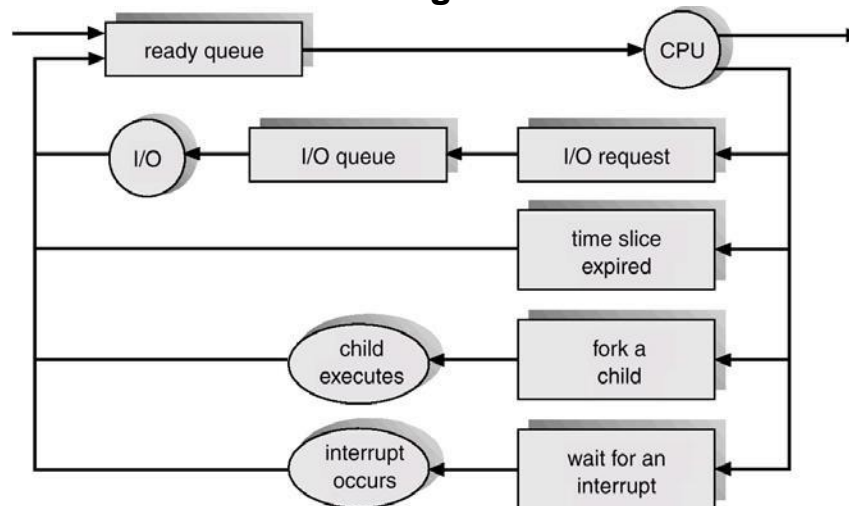 ready queue
CPU
I/O
I/O queue
I/O request
time slice
expired
child
executes
fork a
child
interrupt
occurs
wait for an
interrupt